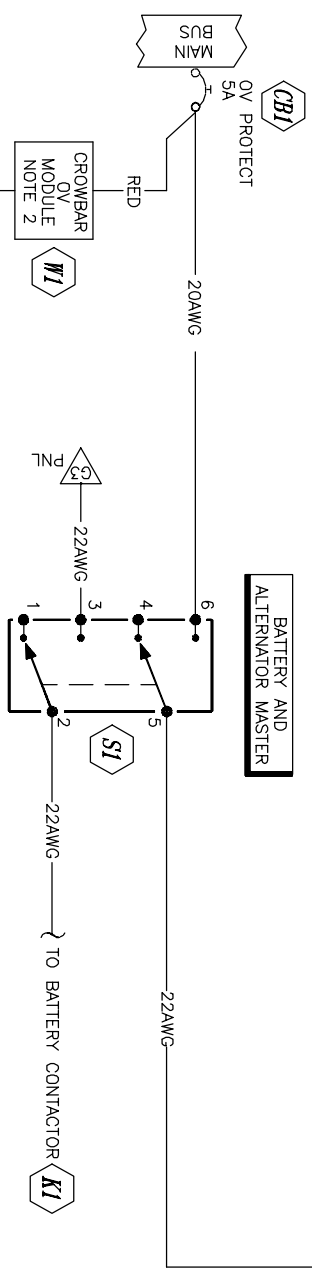 MAIN
BUS
CB1
OV PROTECT
5A
CROWBAR
OV
MODULE
NOTE 2
W1
RED
20AWG
G3
PNL
22AWG
BATTERY AND
ALTERNATOR MASTER
1
3
4
6
2
5
S1
22AWG
22AWG
TO BATTERY CONTACTOR
K1